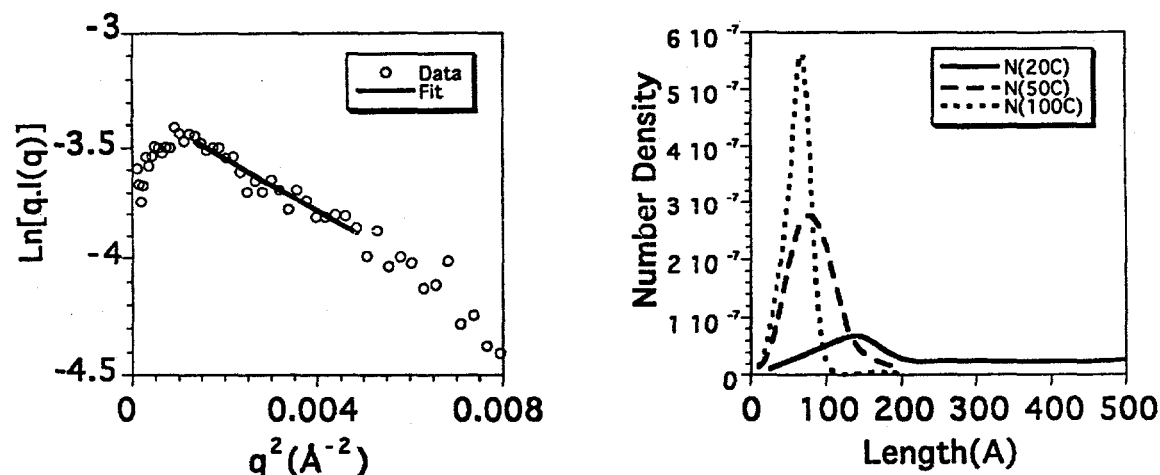 -3
-3.5
-4
-4.5
Ln[q.I(q)]
Data
Fit
0
0.004
0.008
q²(Å⁻²)
6 10⁻⁷
5 10⁻⁷
4 10⁻⁷
3 10⁻⁷
2 10⁻⁷
1 10⁻⁷
0
Number Density
N(20C)
N(50C)
N(100C)
0
100
200
300
400
500
Length(A)